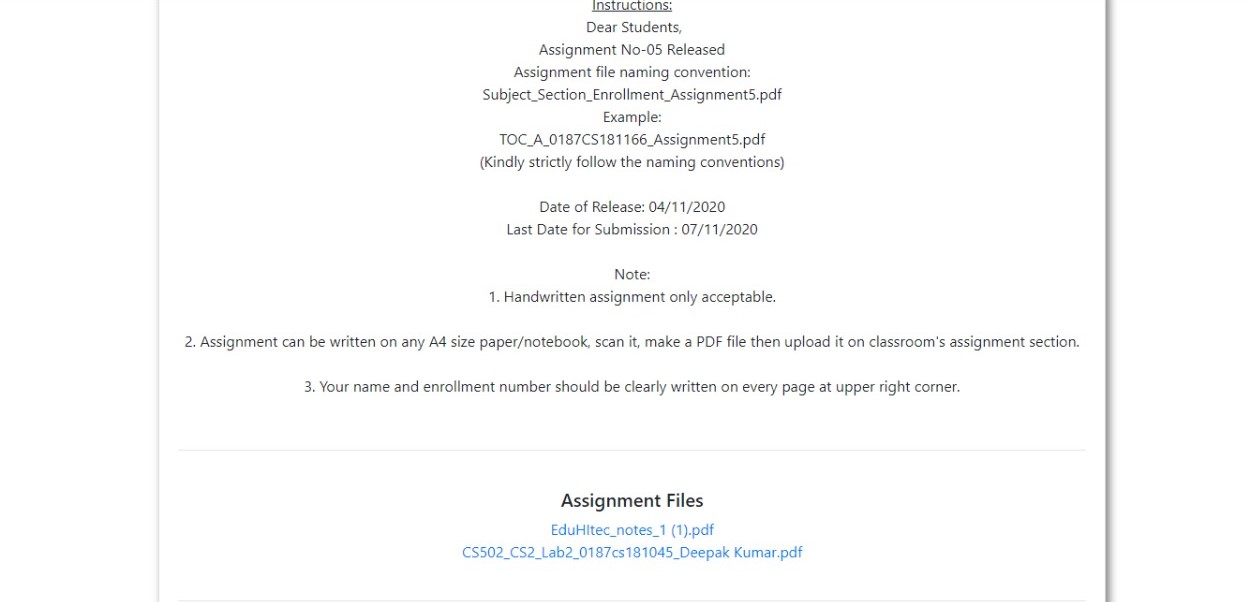 Instructions:
Dear Students,
Assignment No-05 Released
Assignment file naming convention:
Subject_Section_Enrollment_Assignment5.pdf
Example:
TOC_A_0187CS181166_Assignment5.pdf
(Kindly strictly follow the naming conventions)
Date of Release: 04/11/2020
Last Date for Submission : 07/11/2020
Note:
1. Handwritten assignment only acceptable.
2. Assignment can be written on any A4 size paper/notebook, scan it, make a PDF file then upload it on classroom's assignment section.
3. Your name and enrollment number should be clearly written on every page at upper right corner.
Assignment Files
EduHItec_notes_1 (1).pdf
CS502_CS2_Lab2_0187cs181045_Deepak Kumar.pdf